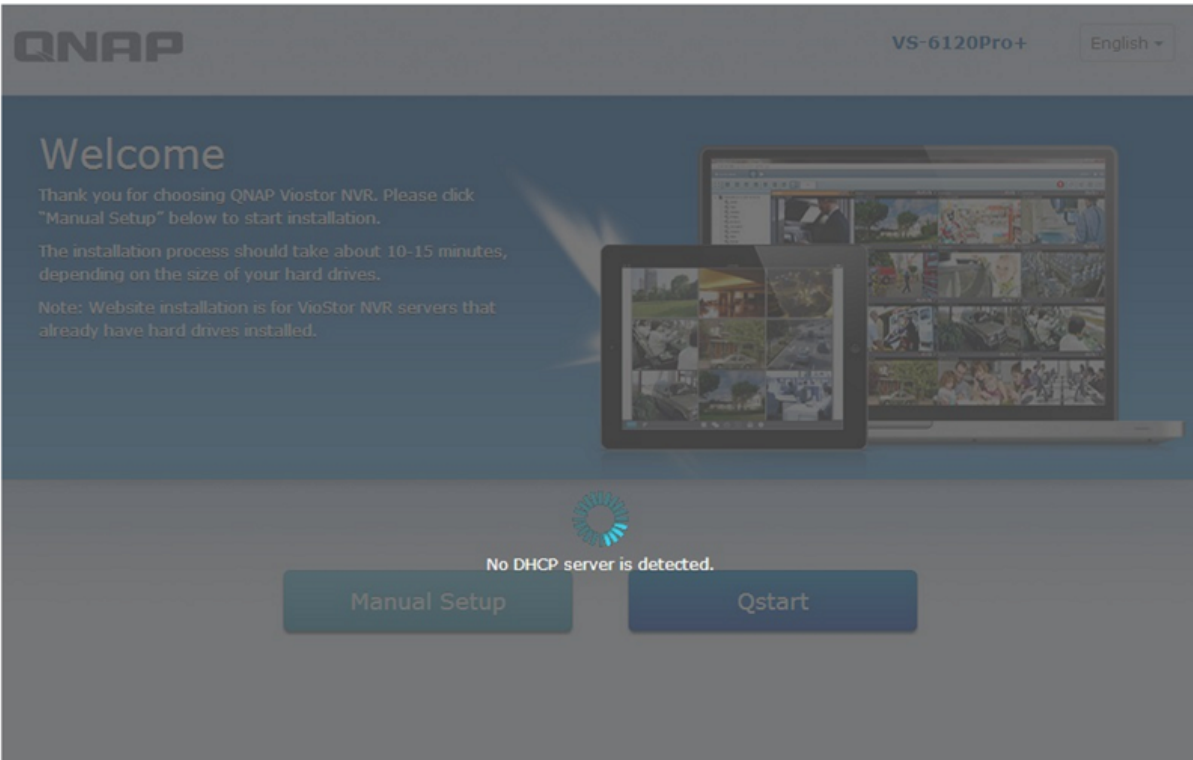 QNAP
VS-6120Pro+
English
Welcome
Thank you for choosing QNAP Viostor NVR. Please click
"Manual Setup" below to start installation.
The installation process should take about 10-15 minutes,
depending on the size of your hard drives.
Note: Website installation is for VioStor NVR servers that
already have hard drives installed.
No DHCP server is detected.
Manual Setup
Qstart